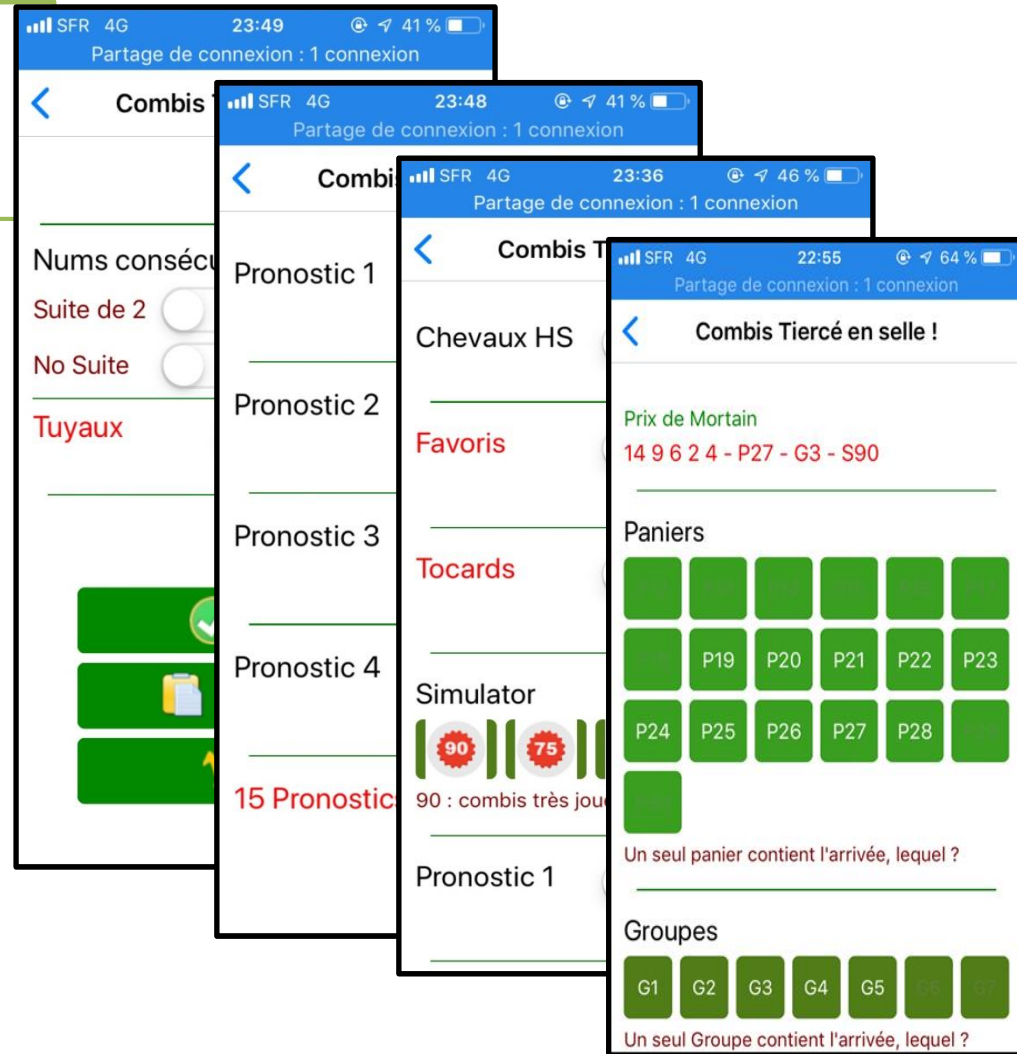 SFR 4G 23:49 41 %
Partage de connexion : 1 connexion
Combis
Nums consécu
Suite de 2
No Suite
Tuyaux
SFR 4G 23:48 41 %
Partage de connexion : 1 connexion
Combis
Pronostic 1
Pronostic 2
Pronostic 3
Pronostic 4
15 Pronostics
SFR 4G 23:36 46 %
Partage de connexion : 1 connexion
Combis T
Chevaux HS
Favoris
Tocards
Simulator
90 75
90 : combis très joué
Pronostic 1
SFR 4G 22:55 64 %
Partage de connexion : 1 connexion
Combis Tiercé en selle !
Prix de Mortain
14 9 6 2 4 - P27 - G3 - S90
Paniers
P19 P20 P21 P22 P23
P24 P25 P26 P27 P28
Un seul panier contient l'arrivée, lequel ?
Groupes
G1 G2 G3 G4 G5 G6 G7
Un seul Groupe contient l'arrivée, lequel ?